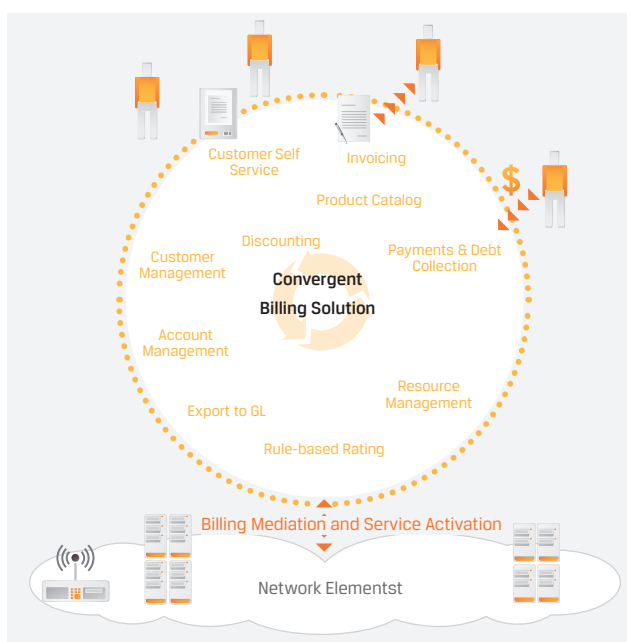 Customer Self
Service
Invoicing
Product Catalog
$
Discounting
Payments & Debt
Collection
Customer
Management
Convergent
Billing Solution
Account
Management
Resource
Management
Export to GL
Rule-based Rating
Billing Mediation and Service Activation
Network Elementst